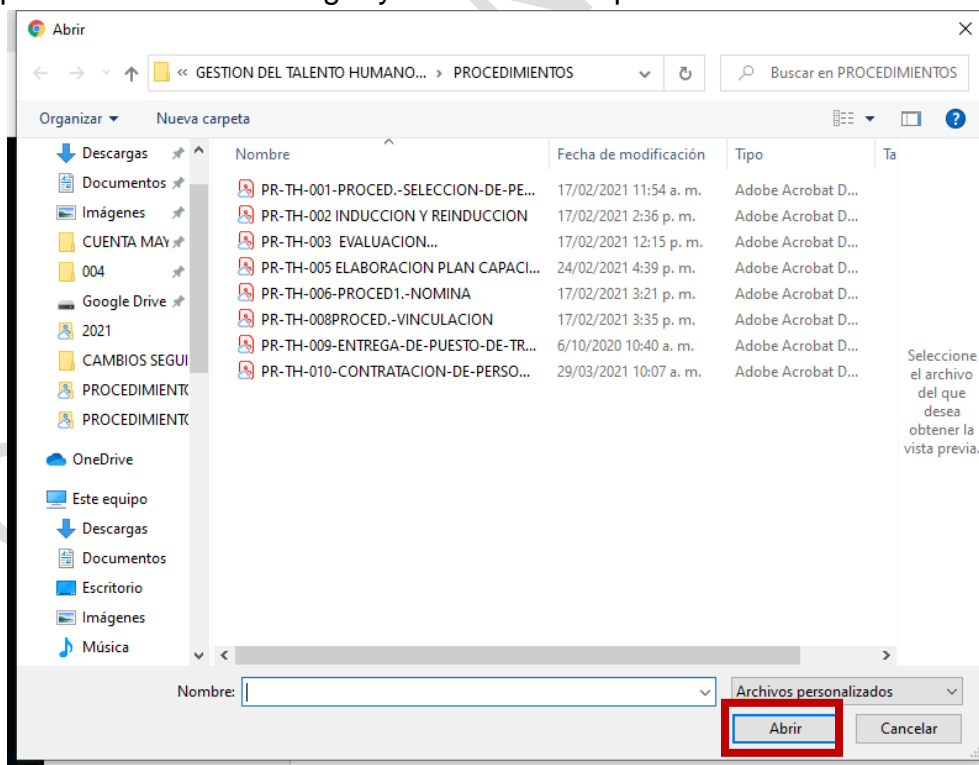 Abrir
« GESTION DEL TALENTO HUMANO... › PROCEDIMIENTOS
Buscar en PROCEDIMIENTOS
Organizar
Nueva carpeta
Nombre Fecha de modificación Tipo Ta
PR-TH-001-PROCED.-SELECCION-DE-PE... 17/02/2021 11:54 a. m. Adobe Acrobat D...
PR-TH-002 INDUCCION Y REINDUCCION 17/02/2021 2:36 p. m. Adobe Acrobat D...
PR-TH-003 EVALUACION... 17/02/2021 12:15 p. m. Adobe Acrobat D...
PR-TH-005 ELABORACION PLAN CAPACI... 24/02/2021 4:39 p. m. Adobe Acrobat D...
PR-TH-006-PROCED1.-NOMINA 17/02/2021 3:21 p. m. Adobe Acrobat D...
PR-TH-008PROCED.-VINCULACION 17/02/2021 3:35 p. m. Adobe Acrobat D...
PR-TH-009-ENTREGA-DE-PUESTO-DE-TR... 6/10/2020 10:40 a. m. Adobe Acrobat D...
PR-TH-010-CONTRATACION-DE-PERSO... 29/03/2021 10:07 a. m. Adobe Acrobat D...
Descargas
Documentos
Imágenes
CUENTA MAY
004
Google Drive
2021
CAMBIOS SEGUI
PROCEDIMIENTO
PROCEDIMIENTO
OneDrive
Este equipo
Descargas
Documentos
Escritorio
Imágenes
Música
Seleccione
el archivo
del que
desea
obtener la
vista previa.
Nombre:
Archivos personalizados
Abrir
Cancelar